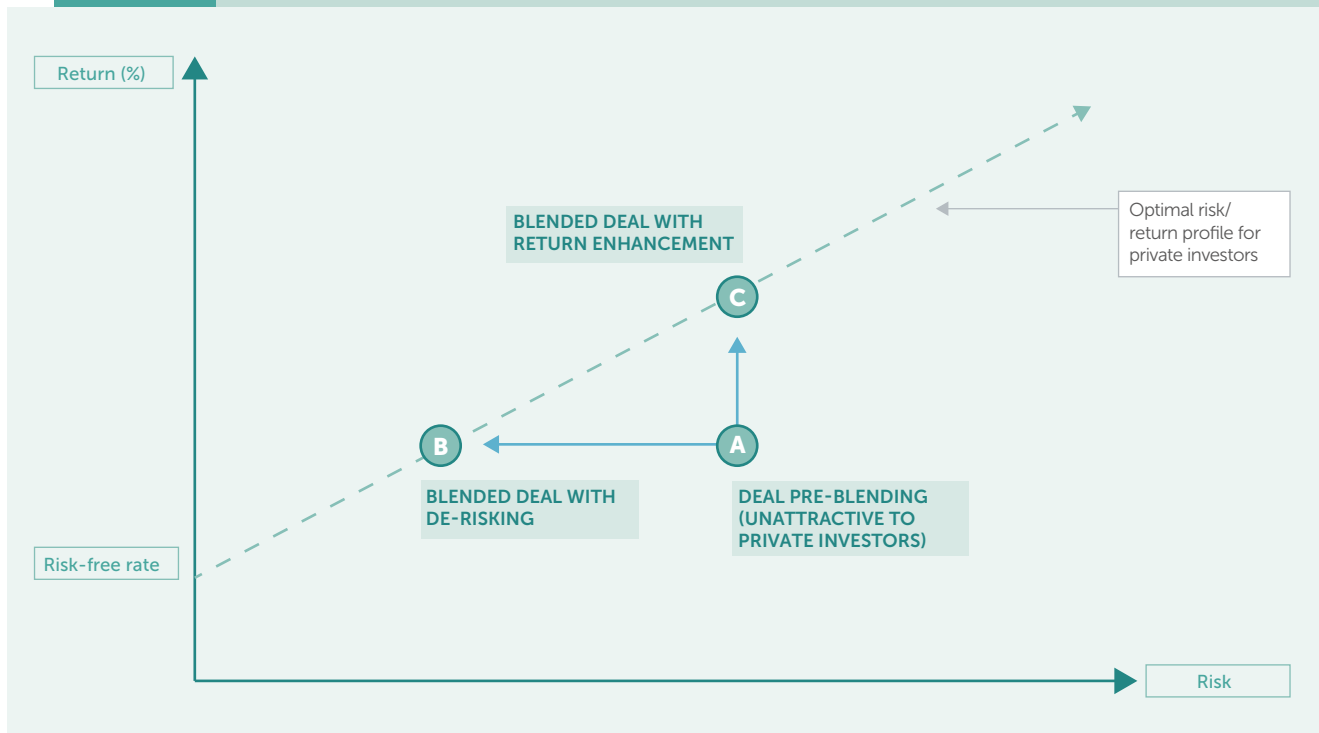 Return (%)
BLENDED DEAL WITH
RETURN ENHANCEMENT
Optimal risk/
return profile for
private investors
C
B
A
BLENDED DEAL WITH
DE-RISKING
DEAL PRE-BLENDING
(UNATTRACTIVE TO
PRIVATE INVESTORS)
Risk-free rate
Risk